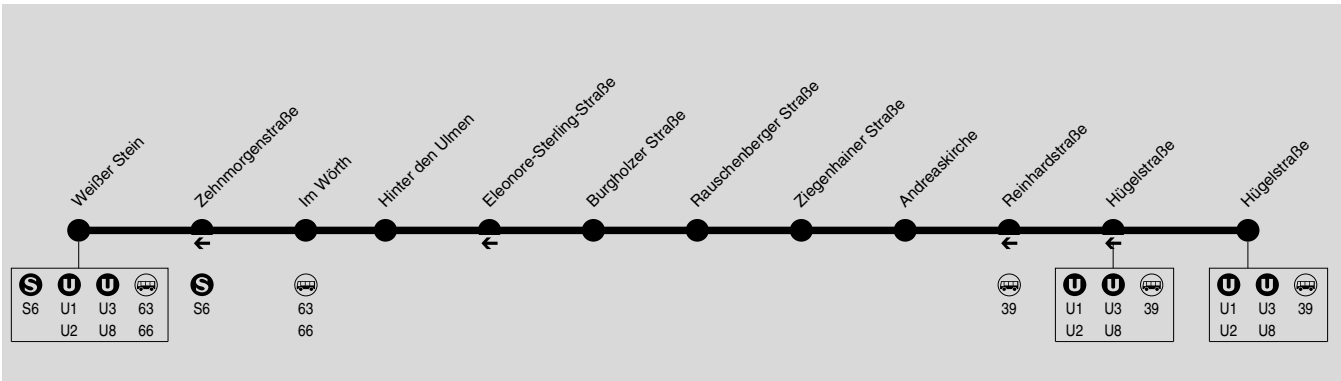 Weißer Stein
Zehnmorgenstraße
Im Wörth
Hinter den Ulmen
Eleonore-Sterling-Straße
Burgholzer Straße
Rauschenberger Straße
Ziegenhainer Straße
Andreaskirche
Reinhardstraße
Hügelstraße
Hügelstraße
S U U
S6 U1 U3 63
U2 U8 66
S
S6
63
66
39
U U
U1 U3 39
U2 U8
U U
U1 U3 39
U2 U8